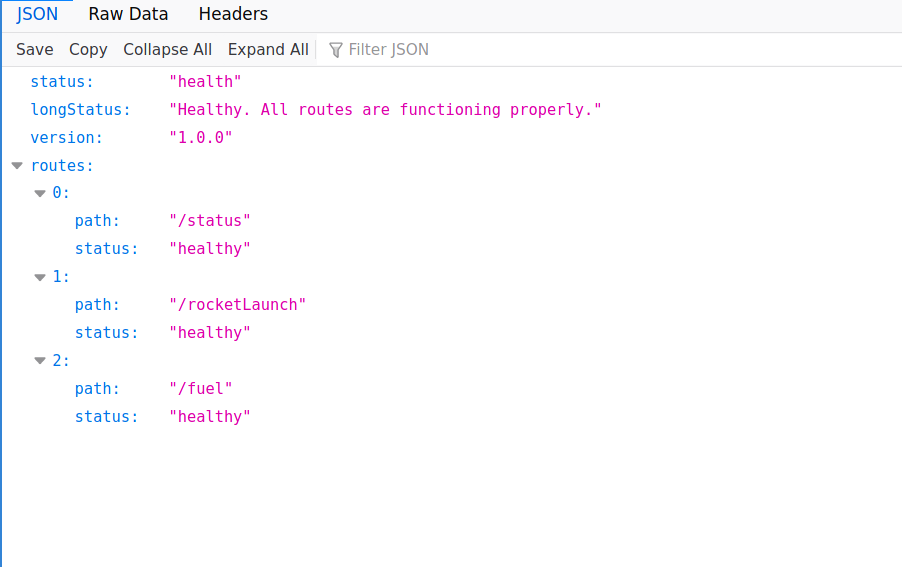 JSON Raw Data Headers
Save Copy Collapse All Expand All Filter JSON
status: "health"
longStatus: "Healthy. All routes are functioning properly."
version: "1.0.0"
routes:
0:
path: "/status"
status: "healthy"
1:
path: "/rocketLaunch"
status: "healthy"
2:
path: "/fuel"
status: "healthy"